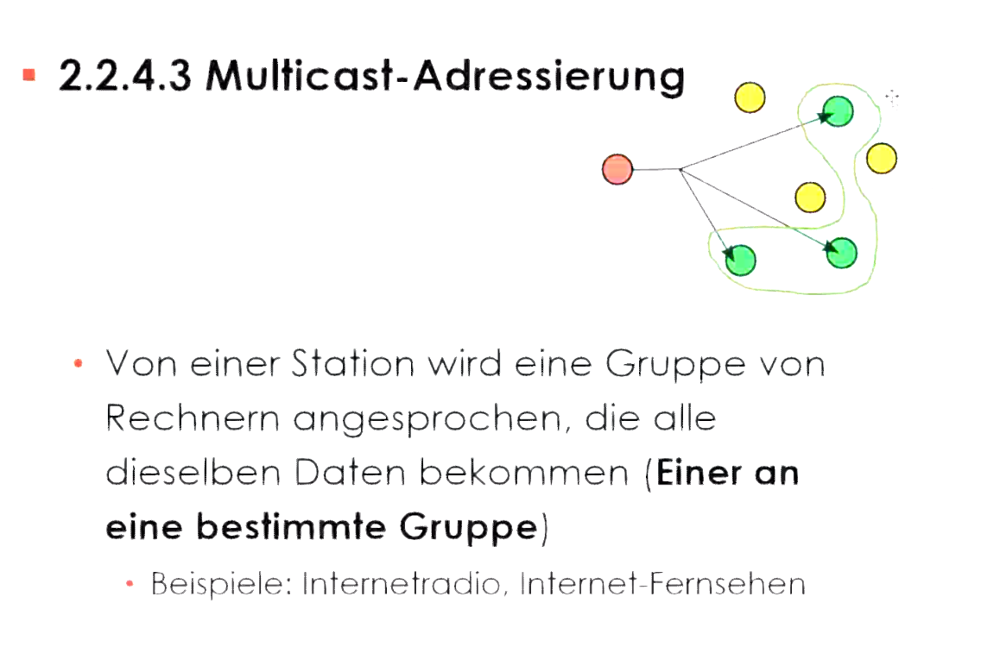 2.2.4.3 Multicast-Adressierung
Von einer Station wird eine Gruppe von
Rechnern angesprochen, die alle
dieselben Daten bekommen (Einer an
eine bestimmte Gruppe)
Beispiele: Internetradio, Internet-Fernsehen